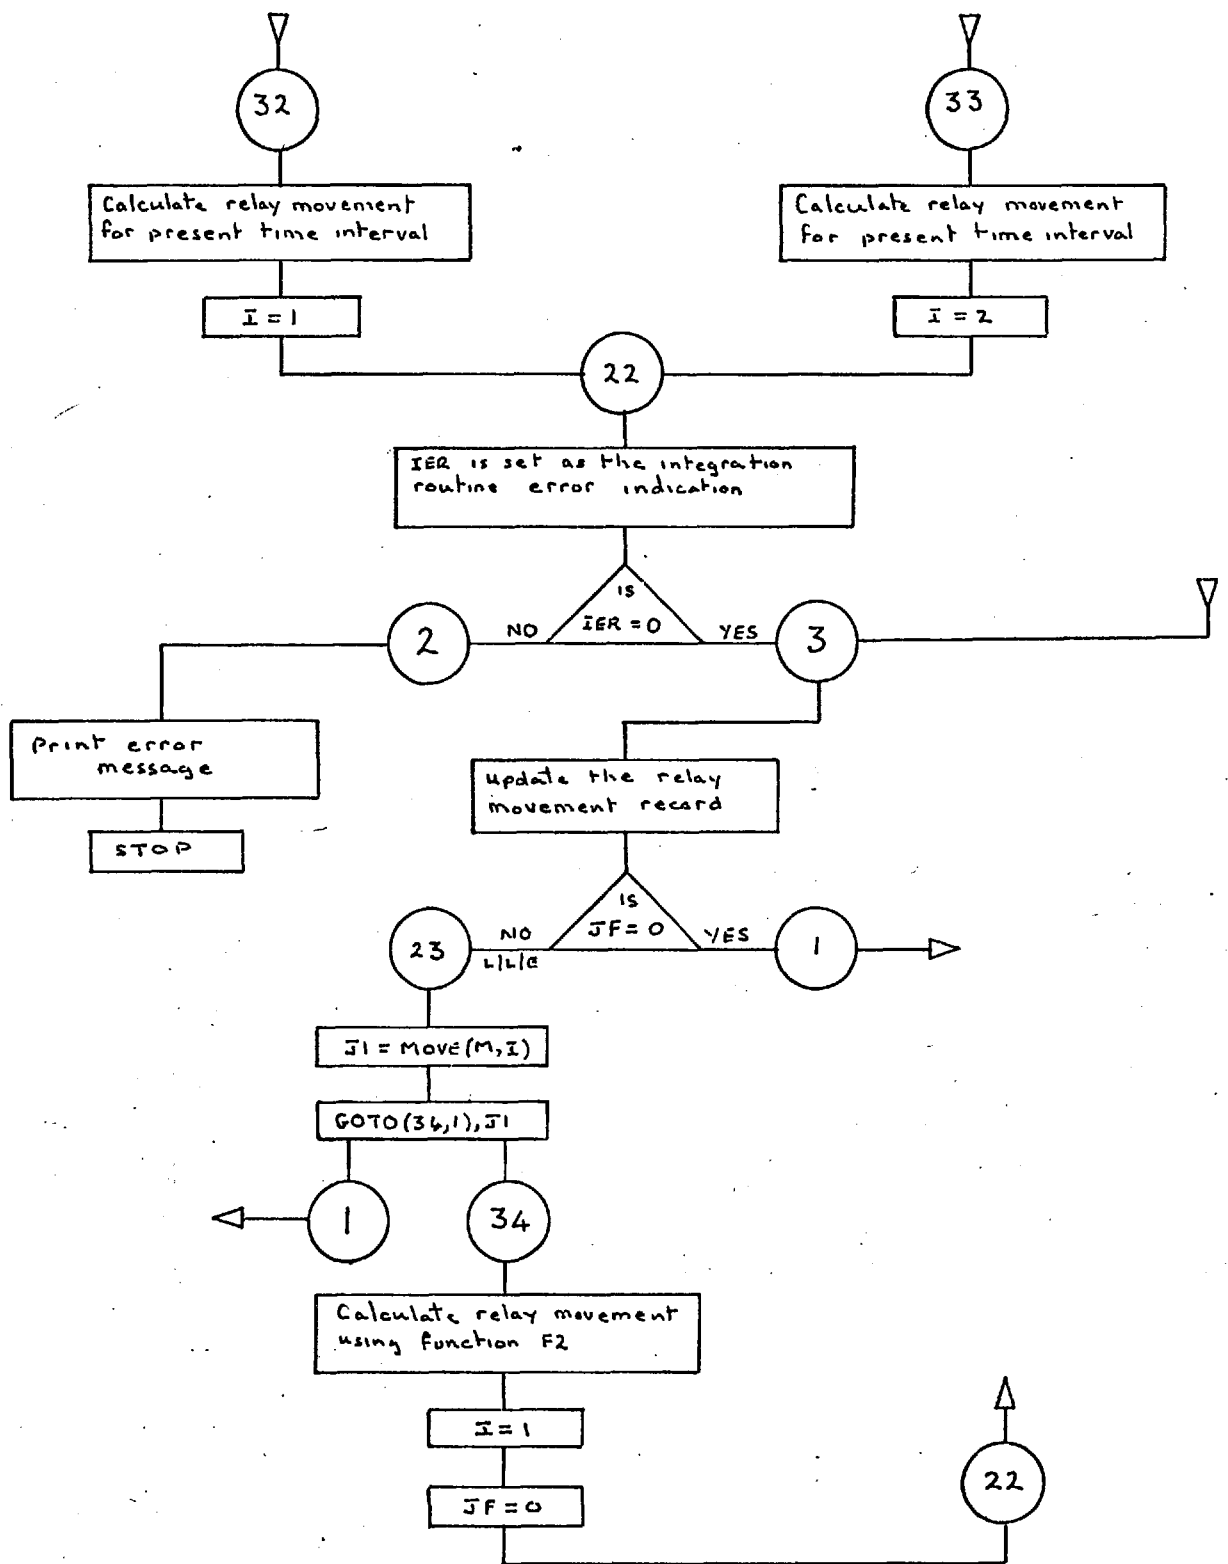 32
33
Calculate relay movement
for present time interval
Calculate relay movement
for present time interval
I = 1
I = 2
22
IER is set as the integration
routine error indication
IS
IER = 0
NO
YES
2
3
Print error
message
STOP
update the relay
movement record
IS
JF = 0
NO
L/L/E
YES
23
1
J1 = MOVE(M,I)
GOTO(34,1),J1
1
34
Calculate relay movement
using function F2
I = 1
JF = 0
22